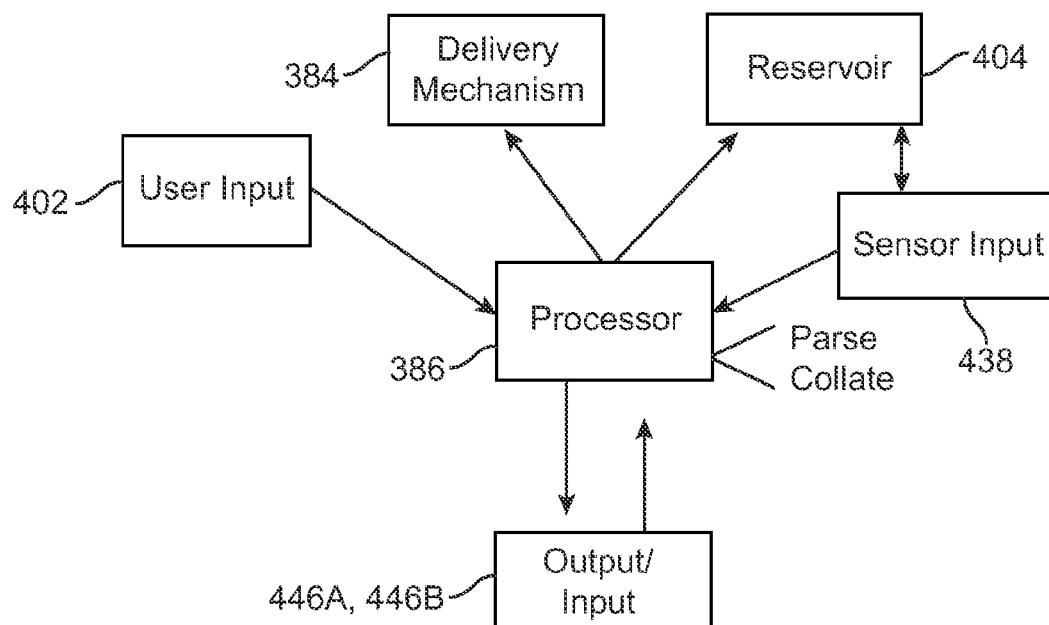 384
Delivery
Mechanism
Reservoir
404
402
User Input
Sensor Input
438
Processor
386
Parse
Collate
446A, 446B
Output/
Input